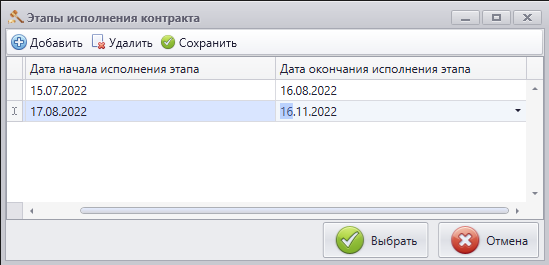 Этапы исполнения контракта
Добавить Удалить Сохранить
Дата начала исполнения этапа Дата окончания исполнения этапа
15.07.2022 16.08.2022
17.08.2022 16.11.2022
Выбрать Отмена